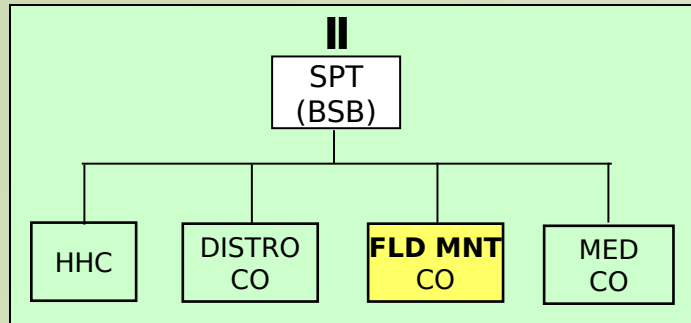 II
SPT
(BSB)
HHC
DISTRO
CO
FLD MNT
CO
MED
CO